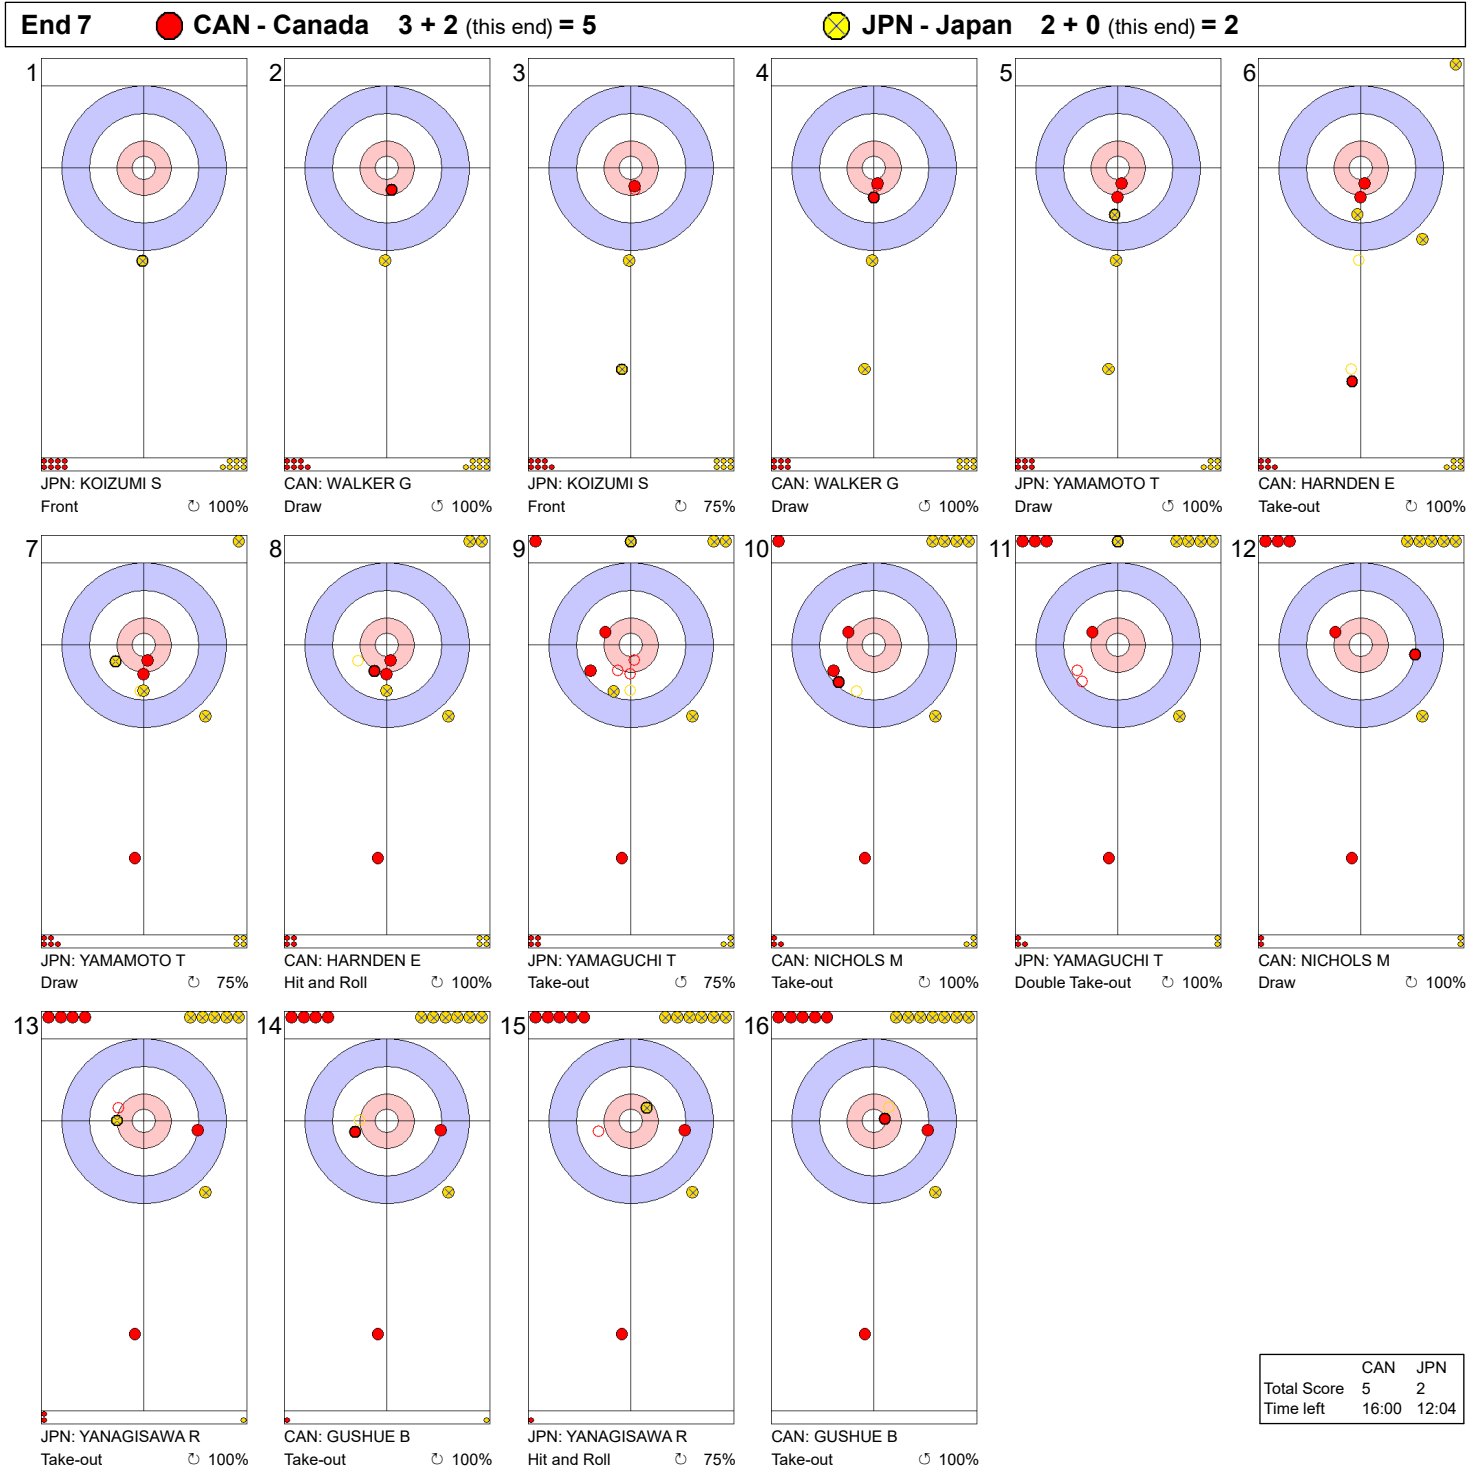 End 7 CAN - Canada 3 + 2 (this end) = 5 JPN - Japan 2 + 0 (this end) = 2
1 2 3 4 5 6
JPN: KOIZUMI S CAN: WALKER G JPN: KOIZUMI S CAN: WALKER G JPN: YAMAMOTO T CAN: HARNDEN E
Front ↻ 100% Draw ↺ 100% Front ↻ 75% Draw ↺ 100% Draw ↻ 100% Take-out ↻ 100%
7 8 9 10 11 12
JPN: YAMAMOTO T CAN: HARNDEN E JPN: YAMAGUCHI T CAN: NICHOLS M JPN: YAMAGUCHI T CAN: NICHOLS M
Draw ↻ 75% Hit and Roll ↻ 100% Take-out ↺ 75% Take-out ↻ 100% Double Take-out ↻ 100% Draw ↻ 100%
13 14 15 16
JPN: YANAGISAWA R CAN: GUSHUE B JPN: YANAGISAWA R CAN: GUSHUE B
Take-out ↻ 100% Take-out ↻ 100% Hit and Roll ↻ 75% Take-out ↺ 100%
CAN JPN
Total Score 5 2
Time left 16:00 12:04